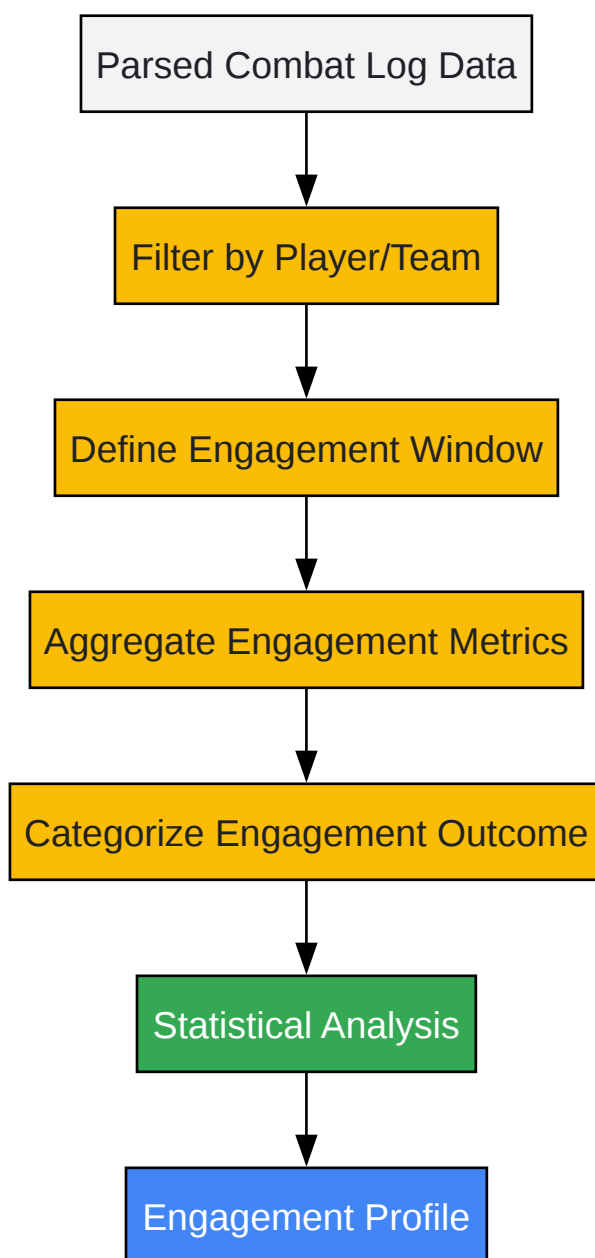 Parsed Combat Log Data
Filter by Player/Team
Define Engagement Window
Aggregate Engagement Metrics
Categorize Engagement Outcome
Statistical Analysis
Engagement Profile